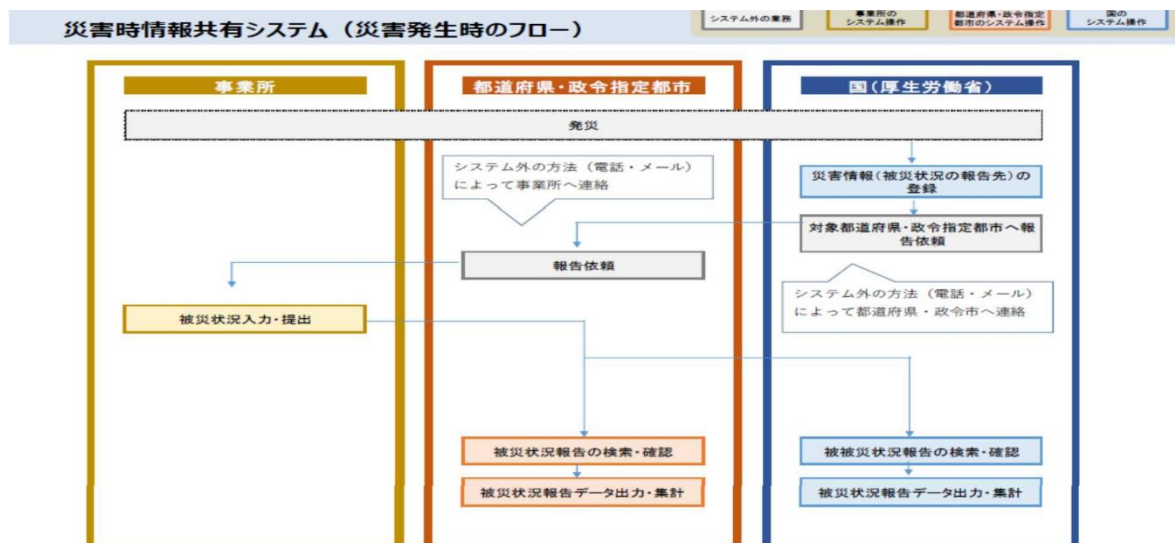 システム外の業務
事業所の
システム操作
都道府県・政令指定
都市のシステム操作
国の
システム操作
災害時情報共有システム（災害発生時のフロー）
事業所
都道府県・政令指定都市
国（厚生労働省）
発災
システム外の方法（電話・メール）
によって事業所へ連絡
災害情報（被災状況の報告先）の
登録
対象都道府県・政令指定都市へ報
告依頼
報告依頼
システム外の方法（電話・メール）
によって都道府県・政令市へ連絡
被災状況入力・提出
被災状況報告の検索・確認
被被災状況報告の検索・確認
被災状況報告データ出力・集計
被災状況報告データ出力・集計